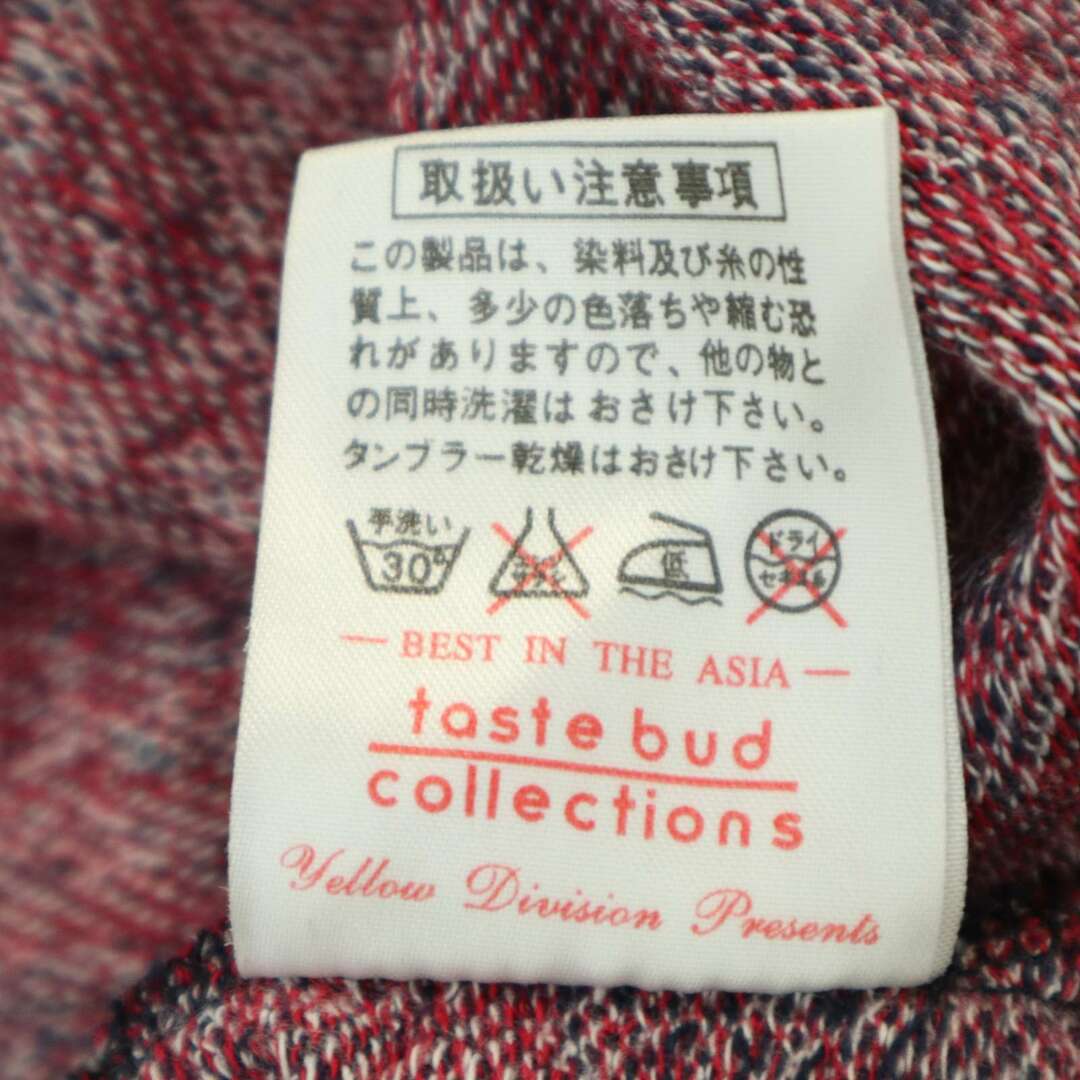 取扱い注意事項
この製品は、染料及び糸の性
質上、多少の色落ちや縮む恐
れがありますので、他の物と
の同時洗濯は おさけ下さい。
タンブラー乾燥はおさけ下さい。
手洗い 30 低 ドライ
セキユ系
BEST IN THE ASIA
taste bud
collections
Yellow Division Presents